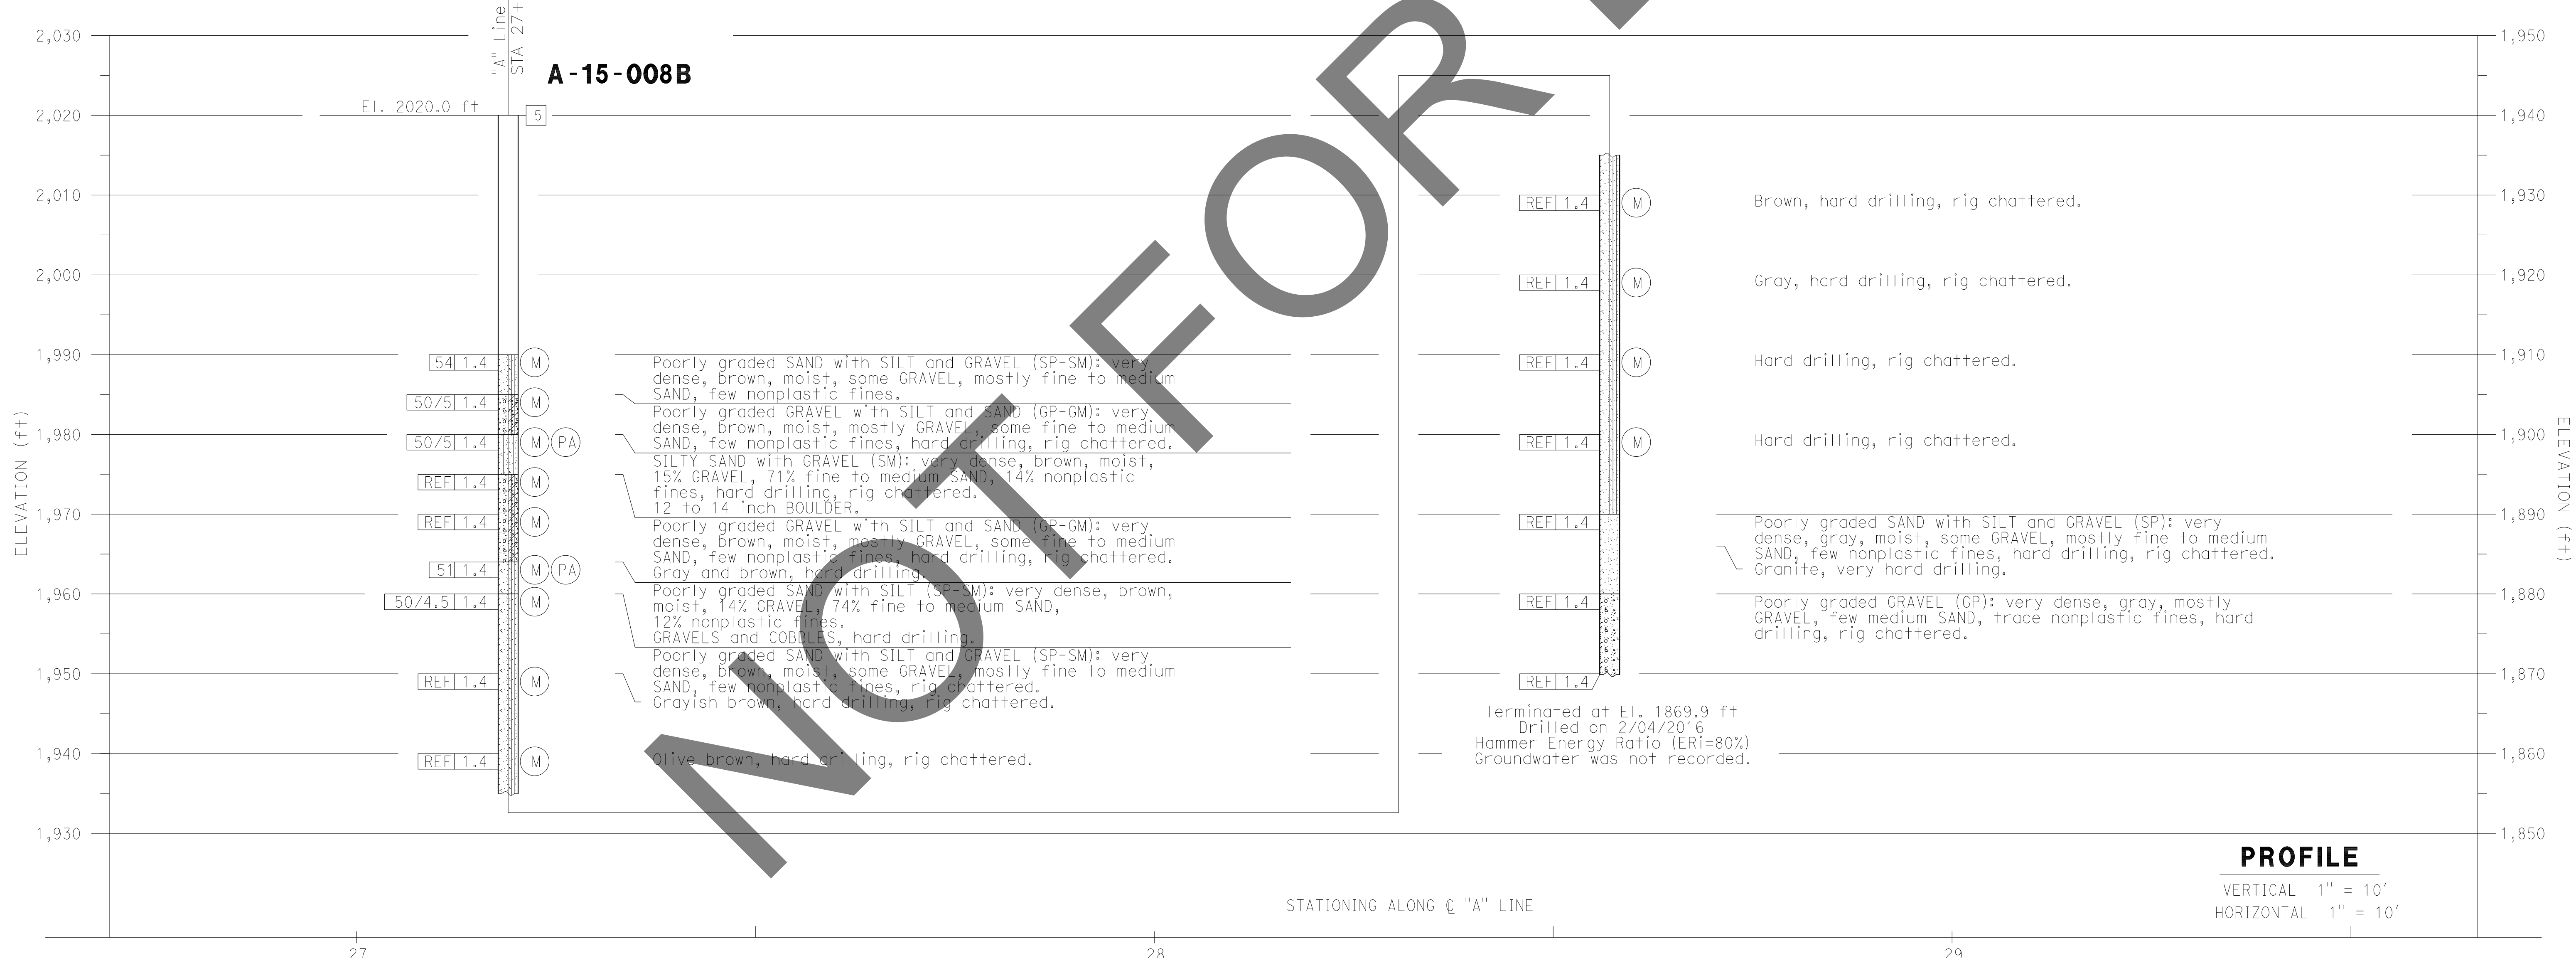 "A" Line
STA 27+
A-15-008B
El. 2020.0 ft
5
2,030
2,020
2,010
2,000
1,990
1,980
1,970
1,960
1,950
1,940
1,930
ELEVATION (ft)
54 1.4 M
50/5 1.4 M
50/5 1.4 M PA
REF 1.4 M
REF 1.4 M
51 1.4 M PA
50/4.5 1.4 M
REF 1.4 M
REF 1.4 M
Poorly graded SAND with SILT and GRAVEL (SP-SM): very
dense, brown, moist, some GRAVEL, mostly fine to medium
SAND, few nonplastic fines.
Poorly graded GRAVEL with SILT and SAND (GP-GM): very
dense, brown, moist, mostly GRAVEL, some fine to medium
SAND, few nonplastic fines, hard drilling, rig chattered.
SILTY SAND with GRAVEL (SM): very dense, brown, moist,
15% GRAVEL, 71% fine to medium SAND, 14% nonplastic
fines, hard drilling, rig chattered.
12 to 14 inch BOULDER.
Poorly graded GRAVEL with SILT and SAND (GP-GM): very
dense, brown, moist, mostly GRAVEL, some fine to medium
SAND, few nonplastic fines, hard drilling, rig chattered.
Gray and brown, hard drilling.
Poorly graded SAND with SILT (SP-SM): very dense, brown,
moist, 14% GRAVEL, 74% fine to medium SAND,
12% nonplastic fines.
GRAVELS and COBBLES, hard drilling.
Poorly graded SAND with SILT and GRAVEL (SP-SM): very
dense, brown, moist, some GRAVEL, mostly fine to medium
SAND, few nonplastic fines, rig chattered.
Grayish brown, hard drilling, rig chattered.
Olive brown, hard drilling, rig chattered.
NOT FOR
REF 1.4 M
Brown, hard drilling, rig chattered.
REF 1.4 M
Gray, hard drilling, rig chattered.
REF 1.4 M
Hard drilling, rig chattered.
REF 1.4 M
Hard drilling, rig chattered.
REF 1.4
Poorly graded SAND with SILT and GRAVEL (SP): very
dense, gray, moist, some GRAVEL, mostly fine to medium
SAND, few nonplastic fines, hard drilling, rig chattered.
Granite, very hard drilling.
REF 1.4
Poorly graded GRAVEL (GP): very dense, gray, mostly
GRAVEL, few medium SAND, trace nonplastic fines, hard
drilling, rig chattered.
REF 1.4
Terminated at El. 1869.9 ft
Drilled on 2/04/2016
Hammer Energy Ratio (ERi=80%)
Groundwater was not recorded.
1,950
1,940
1,930
1,920
1,910
1,900
1,890
1,880
1,870
1,860
1,850
ELEVATION (ft)
PROFILE
VERTICAL 1" = 10'
HORIZONTAL 1" = 10'
STATIONING ALONG ℄ "A" LINE
27
28
29